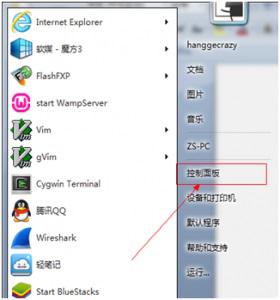 Internet Explorer
软媒 - 魔方3
FlashFXP
start WampServer
Vim
gVim
Cygwin Terminal
腾讯QQ
Wireshark
轻笔记
Start BlueStacks
hanggecrazy
文档
图片
音乐
ZS-PC
控制面板
设备和打印机
默认程序
帮助和支持
运行...